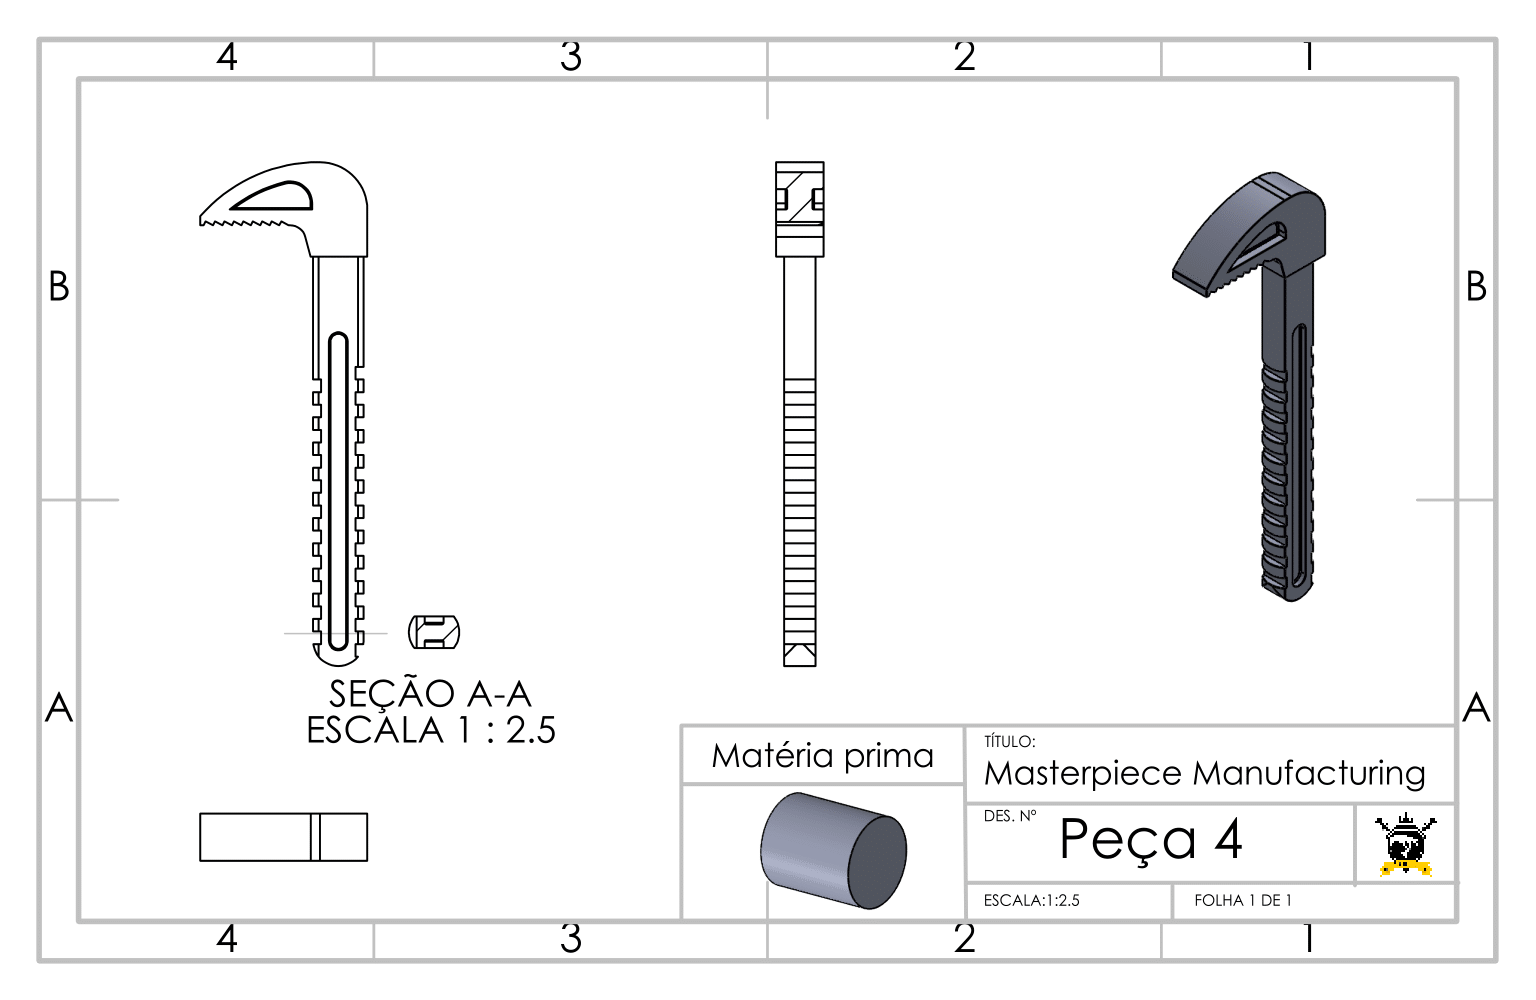 4 3 2 1
B B
SEÇÃO A-A
ESCALA 1 : 2.5
A A
Matéria prima
TÍTULO:
Masterpiece Manufacturing
DES. Nº
Peça 4
ESCALA:1:2.5
FOLHA 1 DE 1
4 3 2 1